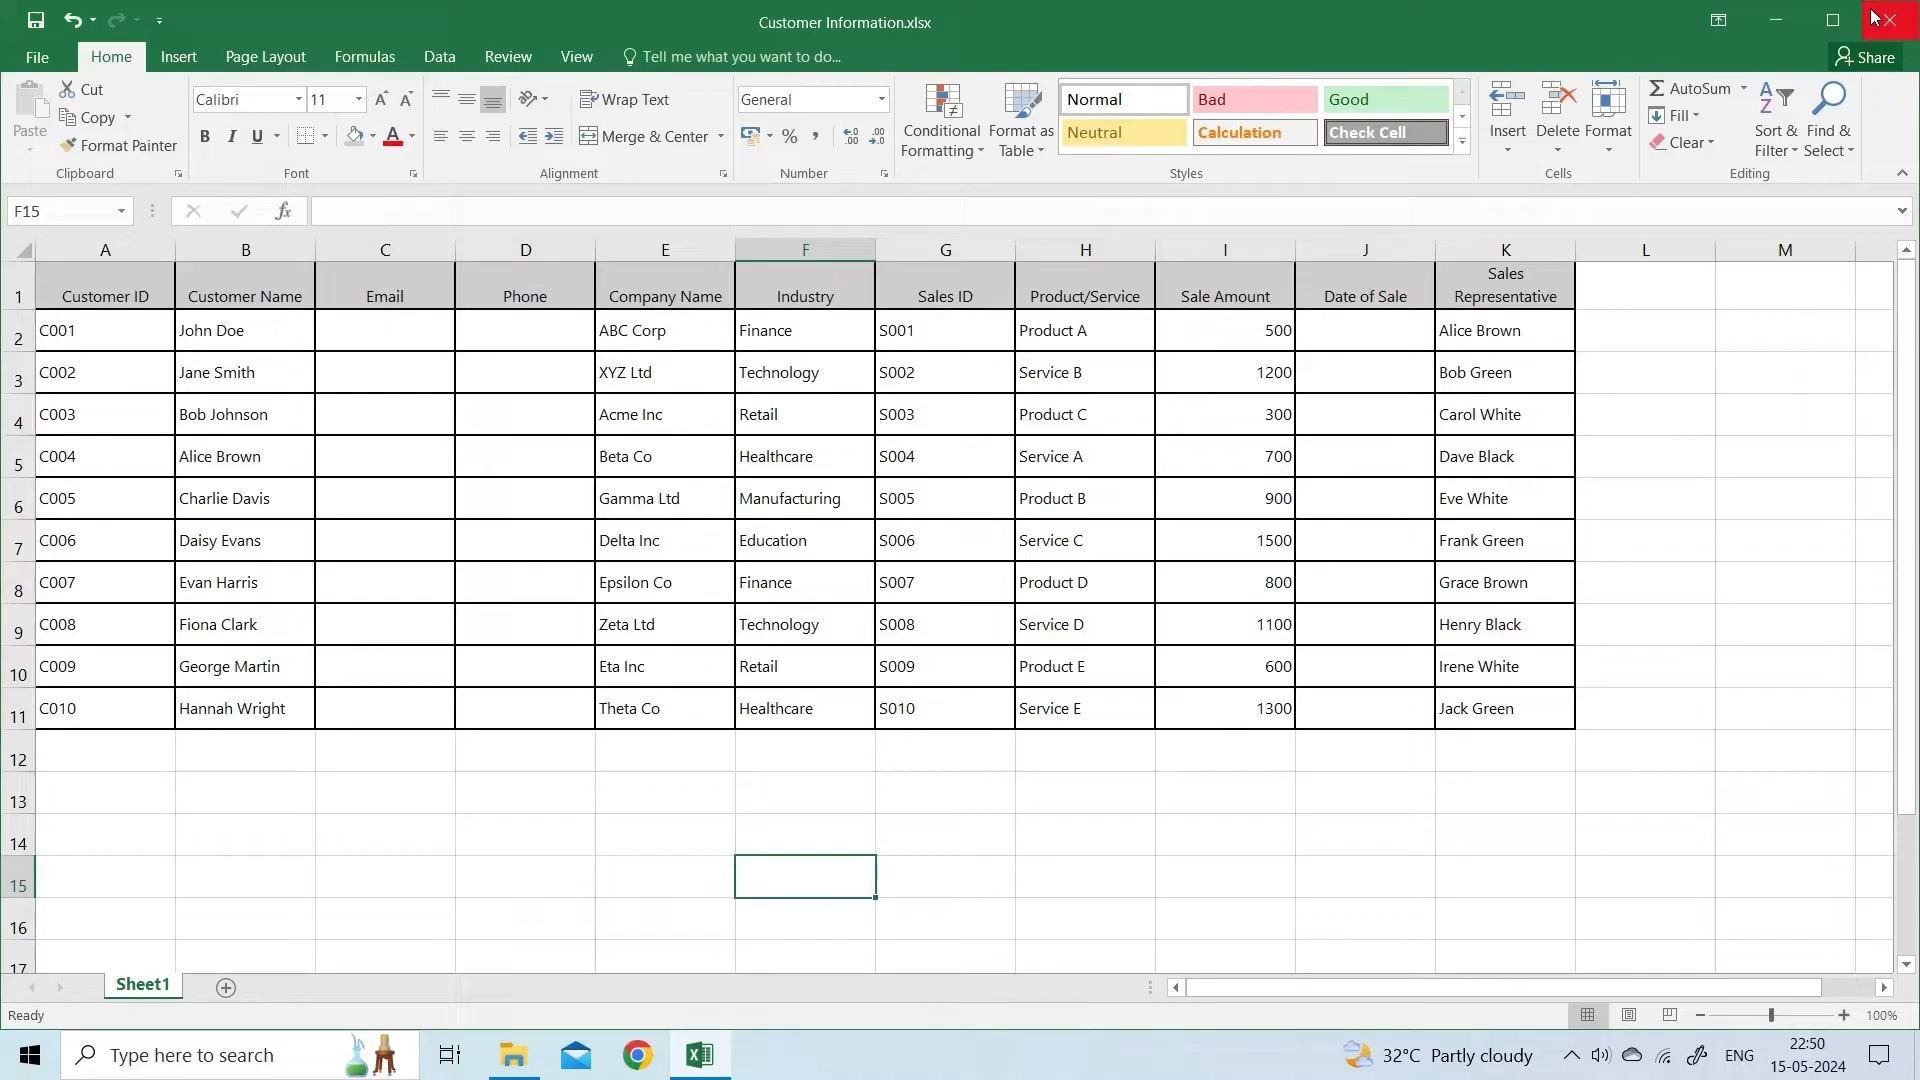 Customer Information.xlsx
File Home Insert Page Layout Formulas Data Review View Tell me what you want to do... Share
Paste Cut Copy Format Painter Clipboard
Calibri 11 B I U A A A Font
Wrap Text Merge & Center Alignment
General % , Number
Conditional Formatting Format as Table Normal Bad Good Neutral Calculation Check Cell Styles
Insert Delete Format Cells
AutoSum Fill Clear Sort & Filter Find & Select Editing
F15 fx
A B C D E F G H I J K L M
1 Customer ID Customer Name Email Phone Company Name Industry Sales ID Product/Service Sale Amount Date of Sale Sales Representative
2 C001 John Doe ABC Corp Finance S001 Product A 500 Alice Brown
3 C002 Jane Smith XYZ Ltd Technology S002 Service B 1200 Bob Green
4 C003 Bob Johnson Acme Inc Retail S003 Product C 300 Carol White
5 C004 Alice Brown Beta Co Healthcare S004 Service A 700 Dave Black
6 C005 Charlie Davis Gamma Ltd Manufacturing S005 Product B 900 Eve White
7 C006 Daisy Evans Delta Inc Education S006 Service C 1500 Frank Green
8 C007 Evan Harris Epsilon Co Finance S007 Product D 800 Grace Brown
9 C008 Fiona Clark Zeta Ltd Technology S008 Service D 1100 Henry Black
10 C009 George Martin Eta Inc Retail S009 Product E 600 Irene White
11 C010 Hannah Wright Theta Co Healthcare S010 Service E 1300 Jack Green
12
13
14
15
16
17
Sheet1
Ready 100%
Type here to search 32°C Partly cloudy ENG 22:50
15-05-2024